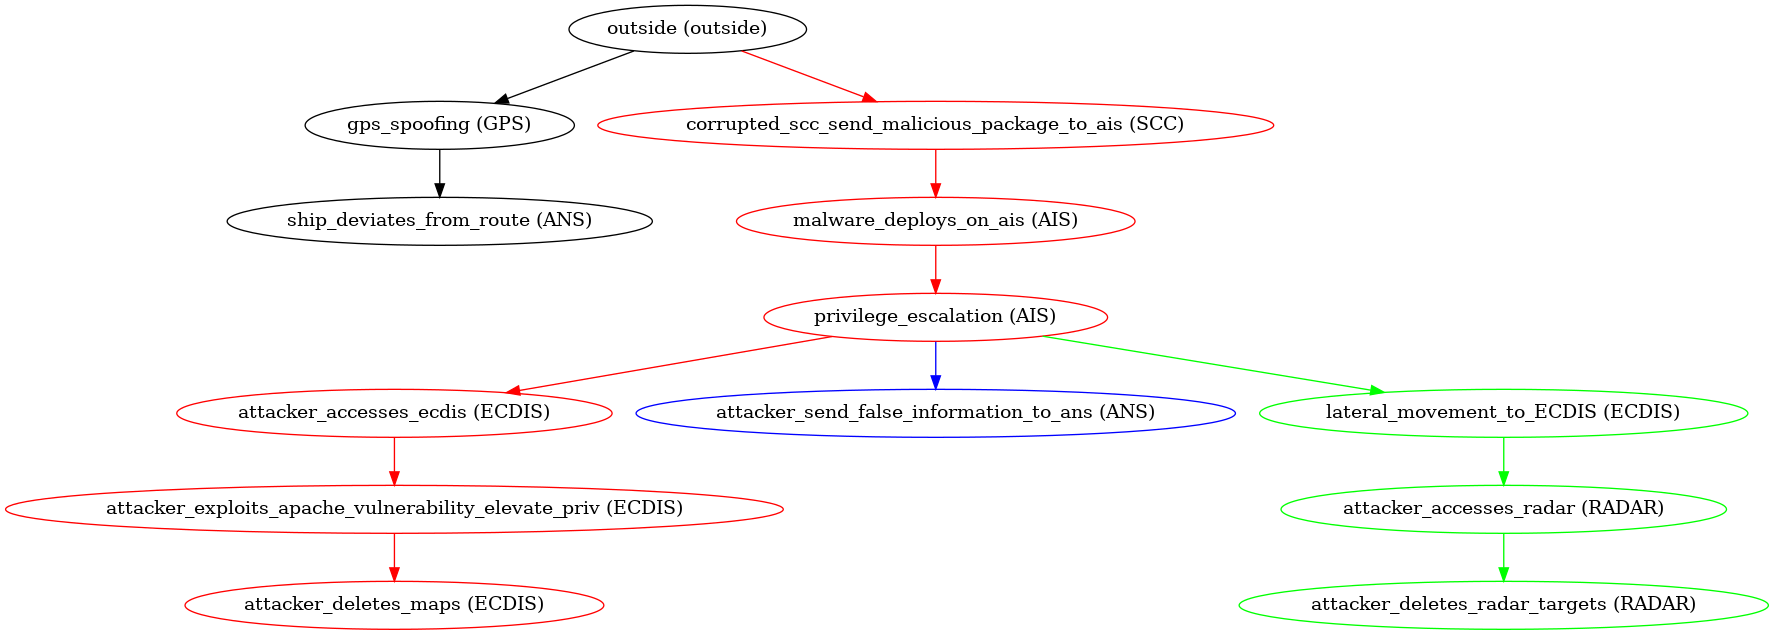 outside (outside)
gps_spoofing (GPS)
corrupted_scc_send_malicious_package_to_ais (SCC)
ship_deviates_from_route (ANS)
malware_deploys_on_ais (AIS)
privilege_escalation (AIS)
attacker_accesses_ecdis (ECDIS)
attacker_send_false_information_to_ans (ANS)
lateral_movement_to_ECDIS (ECDIS)
attacker_exploits_apache_vulnerability_elevate_priv (ECDIS)
attacker_accesses_radar (RADAR)
attacker_deletes_maps (ECDIS)
attacker_deletes_radar_targets (RADAR)